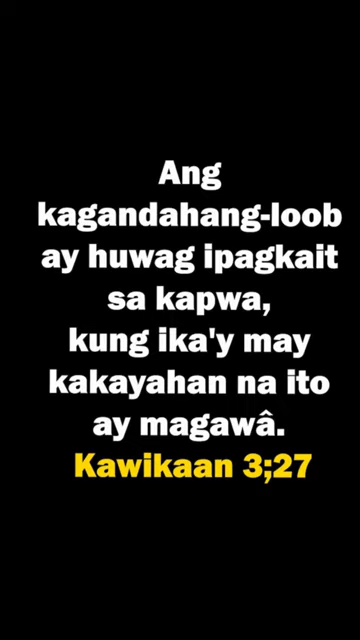 Ang
kagandahang-loob
ay huwag ipagkait
sa kapwa,
kung ika'y may
kakayahan na ito
ay magawâ.
Kawikaan 3;27